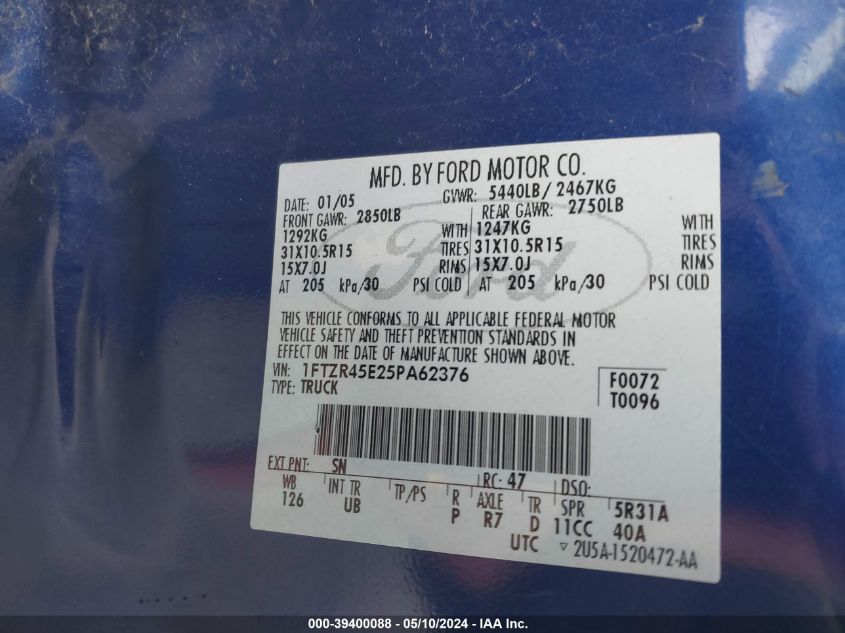 MFD. BY FORD MOTOR CO.
DATE 01/05 GVWR: 5440LB / 2467KG
FRONT GAWR: 2850LB REAR GAWR: 2750LB
1292KG WITH 1247KG WITH
31X10.5R15 TIRES 31X10.5R15 TIRES
15X7.0J RIMS 15X7.0J RIMS
AT 205 kPa/30 PSI COLD AT 205 kPa/30 PSI COLD
Ford
THIS VEHICLE CONFORMS TO ALL APPLICABLE FEDERAL MOTOR
VEHICLE SAFETY AND THEFT PREVENTION STANDARDS IN
EFFECT ON THE DATE OF MANUFACTURE SHOWN ABOVE.
VIN: 1FTZR45E25PA62376 F0072
TYPE: TRUCK T0096
EXT PNT: SN RC: 47 DSO:
WB INT TR TP/PS R AXLE TR SPR 5R31A
126 UB P R7 D 11CC 40A
UTC ▽ 2U5A-1520472-AA
000-39400088 - 05/10/2024 - IAAI.COM/INC.